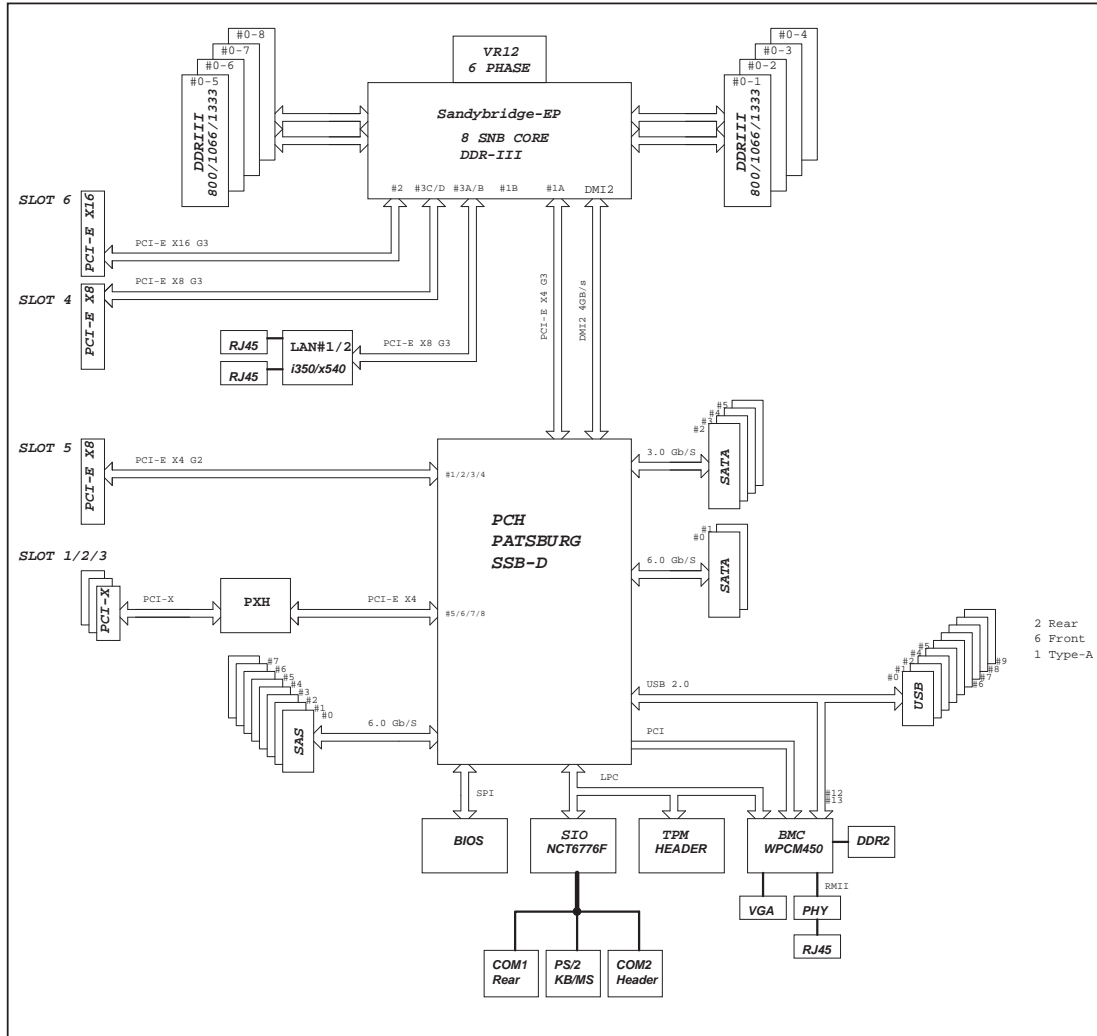 #0-8
#0-7
#0-6
#0-5
DDRIII
800/1066/1333
VR12
6 PHASE
Sandybridge-EP
8 SNB CORE
DDR-III
#2
#3C/D
#3A/B
#1B
#1A
DMI2
#0-4
#0-3
#0-2
#0-1
DDRIII
800/1066/1333
SLOT 6
PCI-E X16
PCI-E X16 G3
SLOT 4
PCI-E X8
PCI-E X8 G3
RJ45
RJ45
LAN#1/2
i350/x540
PCI-E X8 G3
PCI-E X4 G3
DMI2 4GB/s
SLOT 5
PCI-E X8
PCI-E X4 G2
#1/2/3/4
PCH
PATSBURG
SSB-D
3.0 Gb/S
#5
#4
#3
#2
SATA
6.0 Gb/S
#1
#0
SATA
SLOT 1/2/3
PCI-X
PCI-X
PXH
PCI-E X4
#5/6/7/8
#7
#6
#5
#4
#3
#2
#1
#0
SAS
6.0 Gb/S
USB 2.0
#5
#4
#2
#1
#0
#9
#8
#7
#6
USB
2 Rear
6 Front
1 Type-A
PCI
LPC
SPI
#12
#13
BIOS
SIO
NCT6776F
TPM
HEADER
BMC
WPCM450
DDR2
RMII
VGA
PHY
RJ45
COM1
Rear
PS/2
KB/MS
COM2
Header